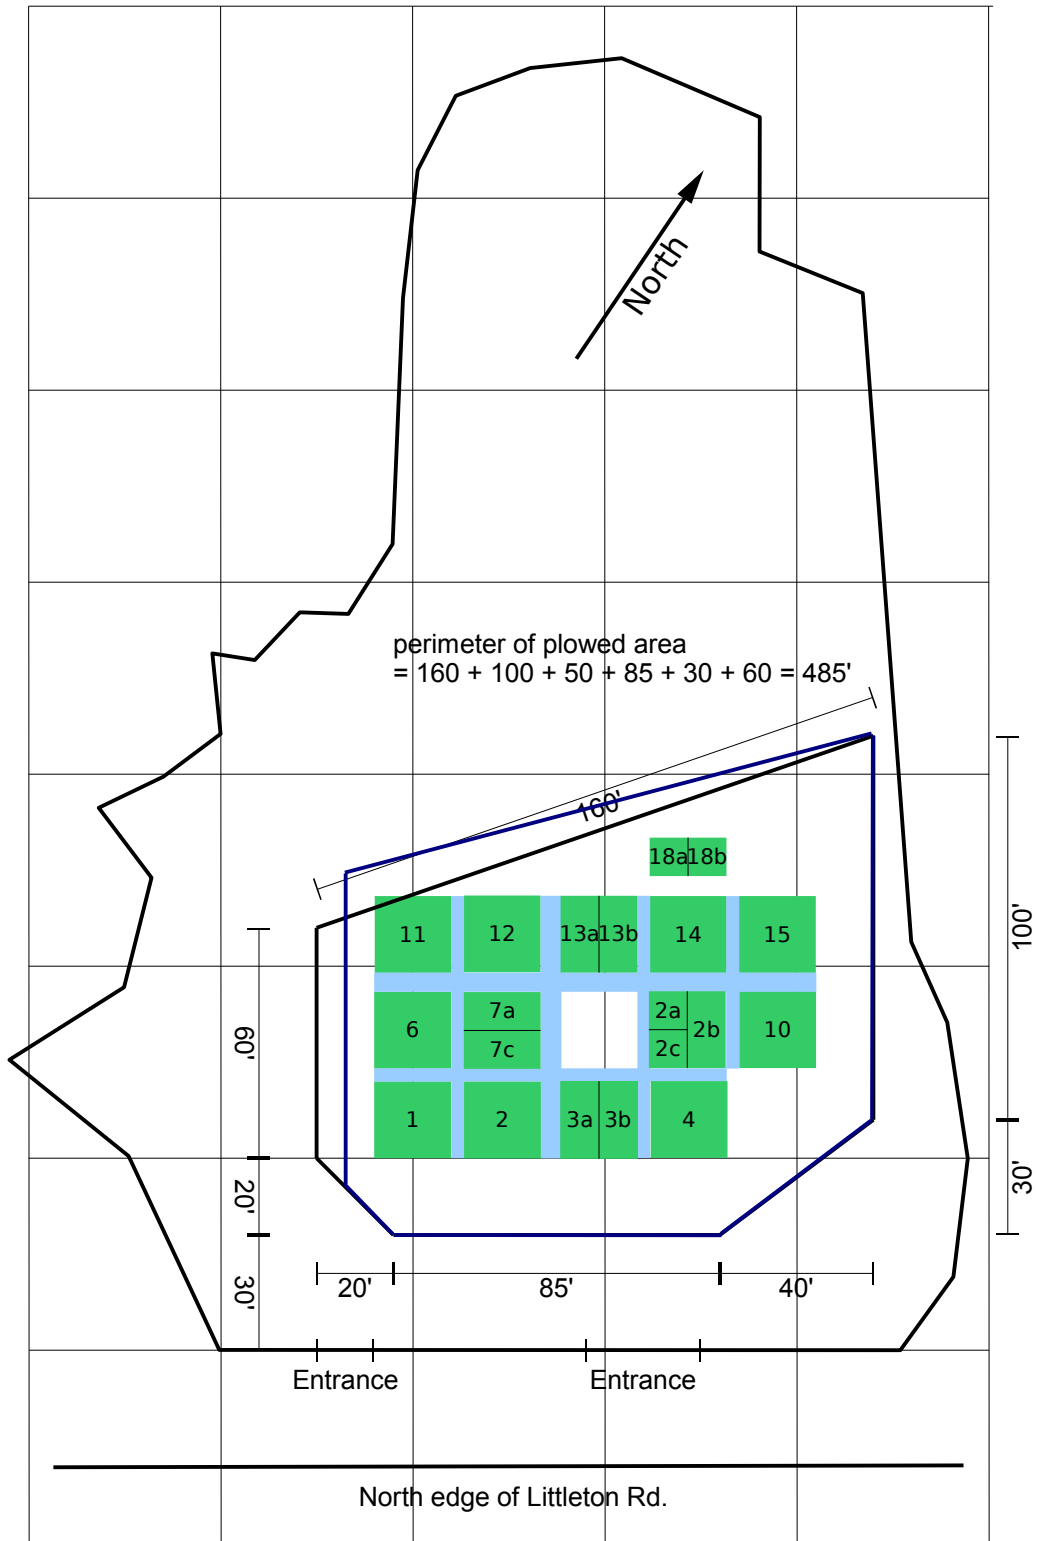 North
perimeter of plowed area
= 160 + 100 + 50 + 85 + 30 + 60 = 485'
160'
18a 18b
11 12 13a 13b 14 15
100'
6 7a 2a 2b 10
7c 2c
60'
1 2 3a 3b 4
20'
30'
30'
20' 85' 40'
Entrance Entrance
North edge of Littleton Rd.